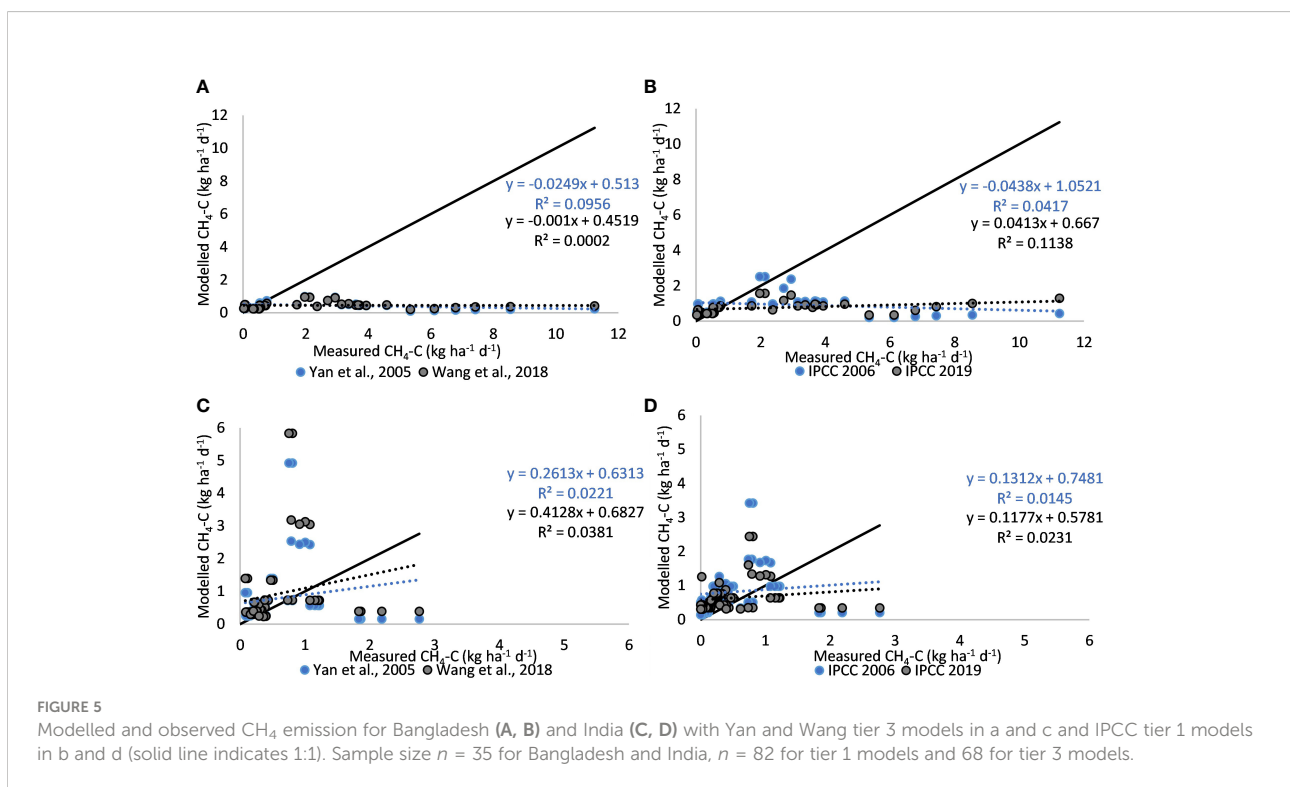 A
12
10
8
6
4
2
0
Modelled CH₄-C (kg ha⁻¹ d⁻¹)
y = -0.0249x + 0.513
R² = 0.0956
y = -0.001x + 0.4519
R² = 0.0002
0 2 4 6 8 10 12
Measured CH₄-C (kg ha⁻¹ d⁻¹)
Yan et al., 2005 Wang et al., 2018
B
12
10
8
6
4
2
0
Modelled CH₄-C (kg ha⁻¹ d⁻¹)
y = -0.0438x + 1.0521
R² = 0.0417
y = 0.0413x + 0.667
R² = 0.1138
0 2 4 6 8 10 12
Measured CH₄-C (kg ha⁻¹ d⁻¹)
IPCC 2006 IPCC 2019
C
6
5
4
3
2
1
0
Modelled CH₄-C (kg ha⁻¹ d⁻¹)
y = 0.2613x + 0.6313
R² = 0.0221
y = 0.4128x + 0.6827
R² = 0.0381
0 1 2 3 4 5 6
Measured CH₄-C (kg ha⁻¹ d⁻¹)
Yan et al., 2005 Wang et al., 2018
D
6
5
4
3
2
1
0
Modelled CH₄-C (kg ha⁻¹ d⁻¹)
y = 0.1312x + 0.7481
R² = 0.0145
y = 0.1177x + 0.5781
R² = 0.0231
0 1 2 3 4 5 6
Measured CH₄-C (kg ha⁻¹ d⁻¹)
IPCC 2006 IPCC 2019
FIGURE 5
Modelled and observed CH₄ emission for Bangladesh (A, B) and India (C, D) with Yan and Wang tier 3 models in a and c and IPCC tier 1 models
in b and d (solid line indicates 1:1). Sample size n = 35 for Bangladesh and India, n = 82 for tier 1 models and 68 for tier 3 models.